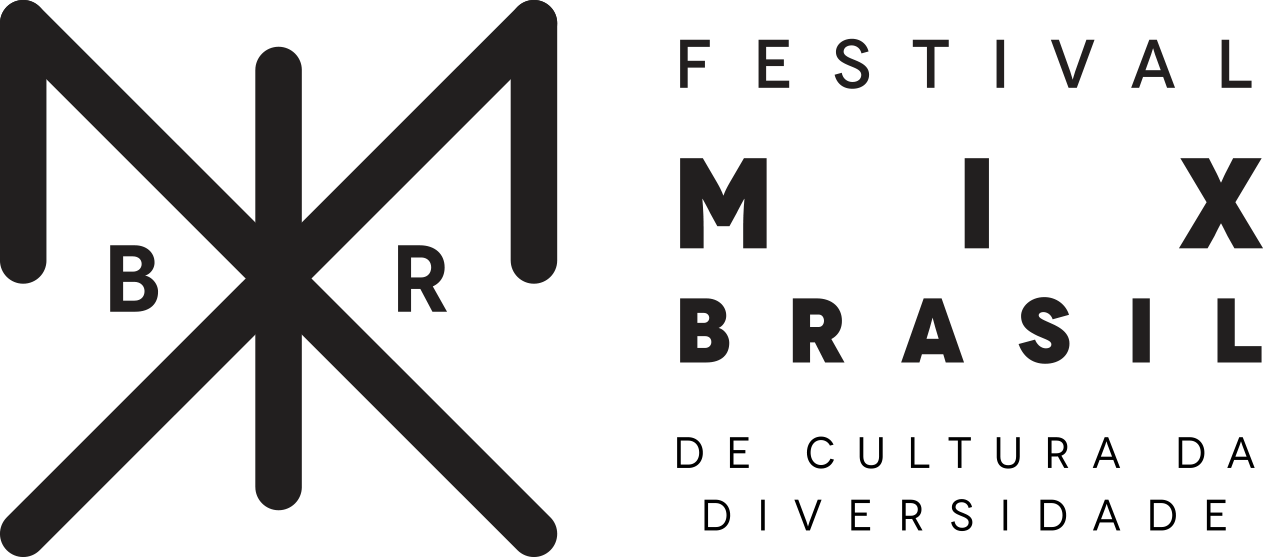 B R
FESTIVAL
MIX
BRASIL
DE CULTURA DA
DIVERSIDADE